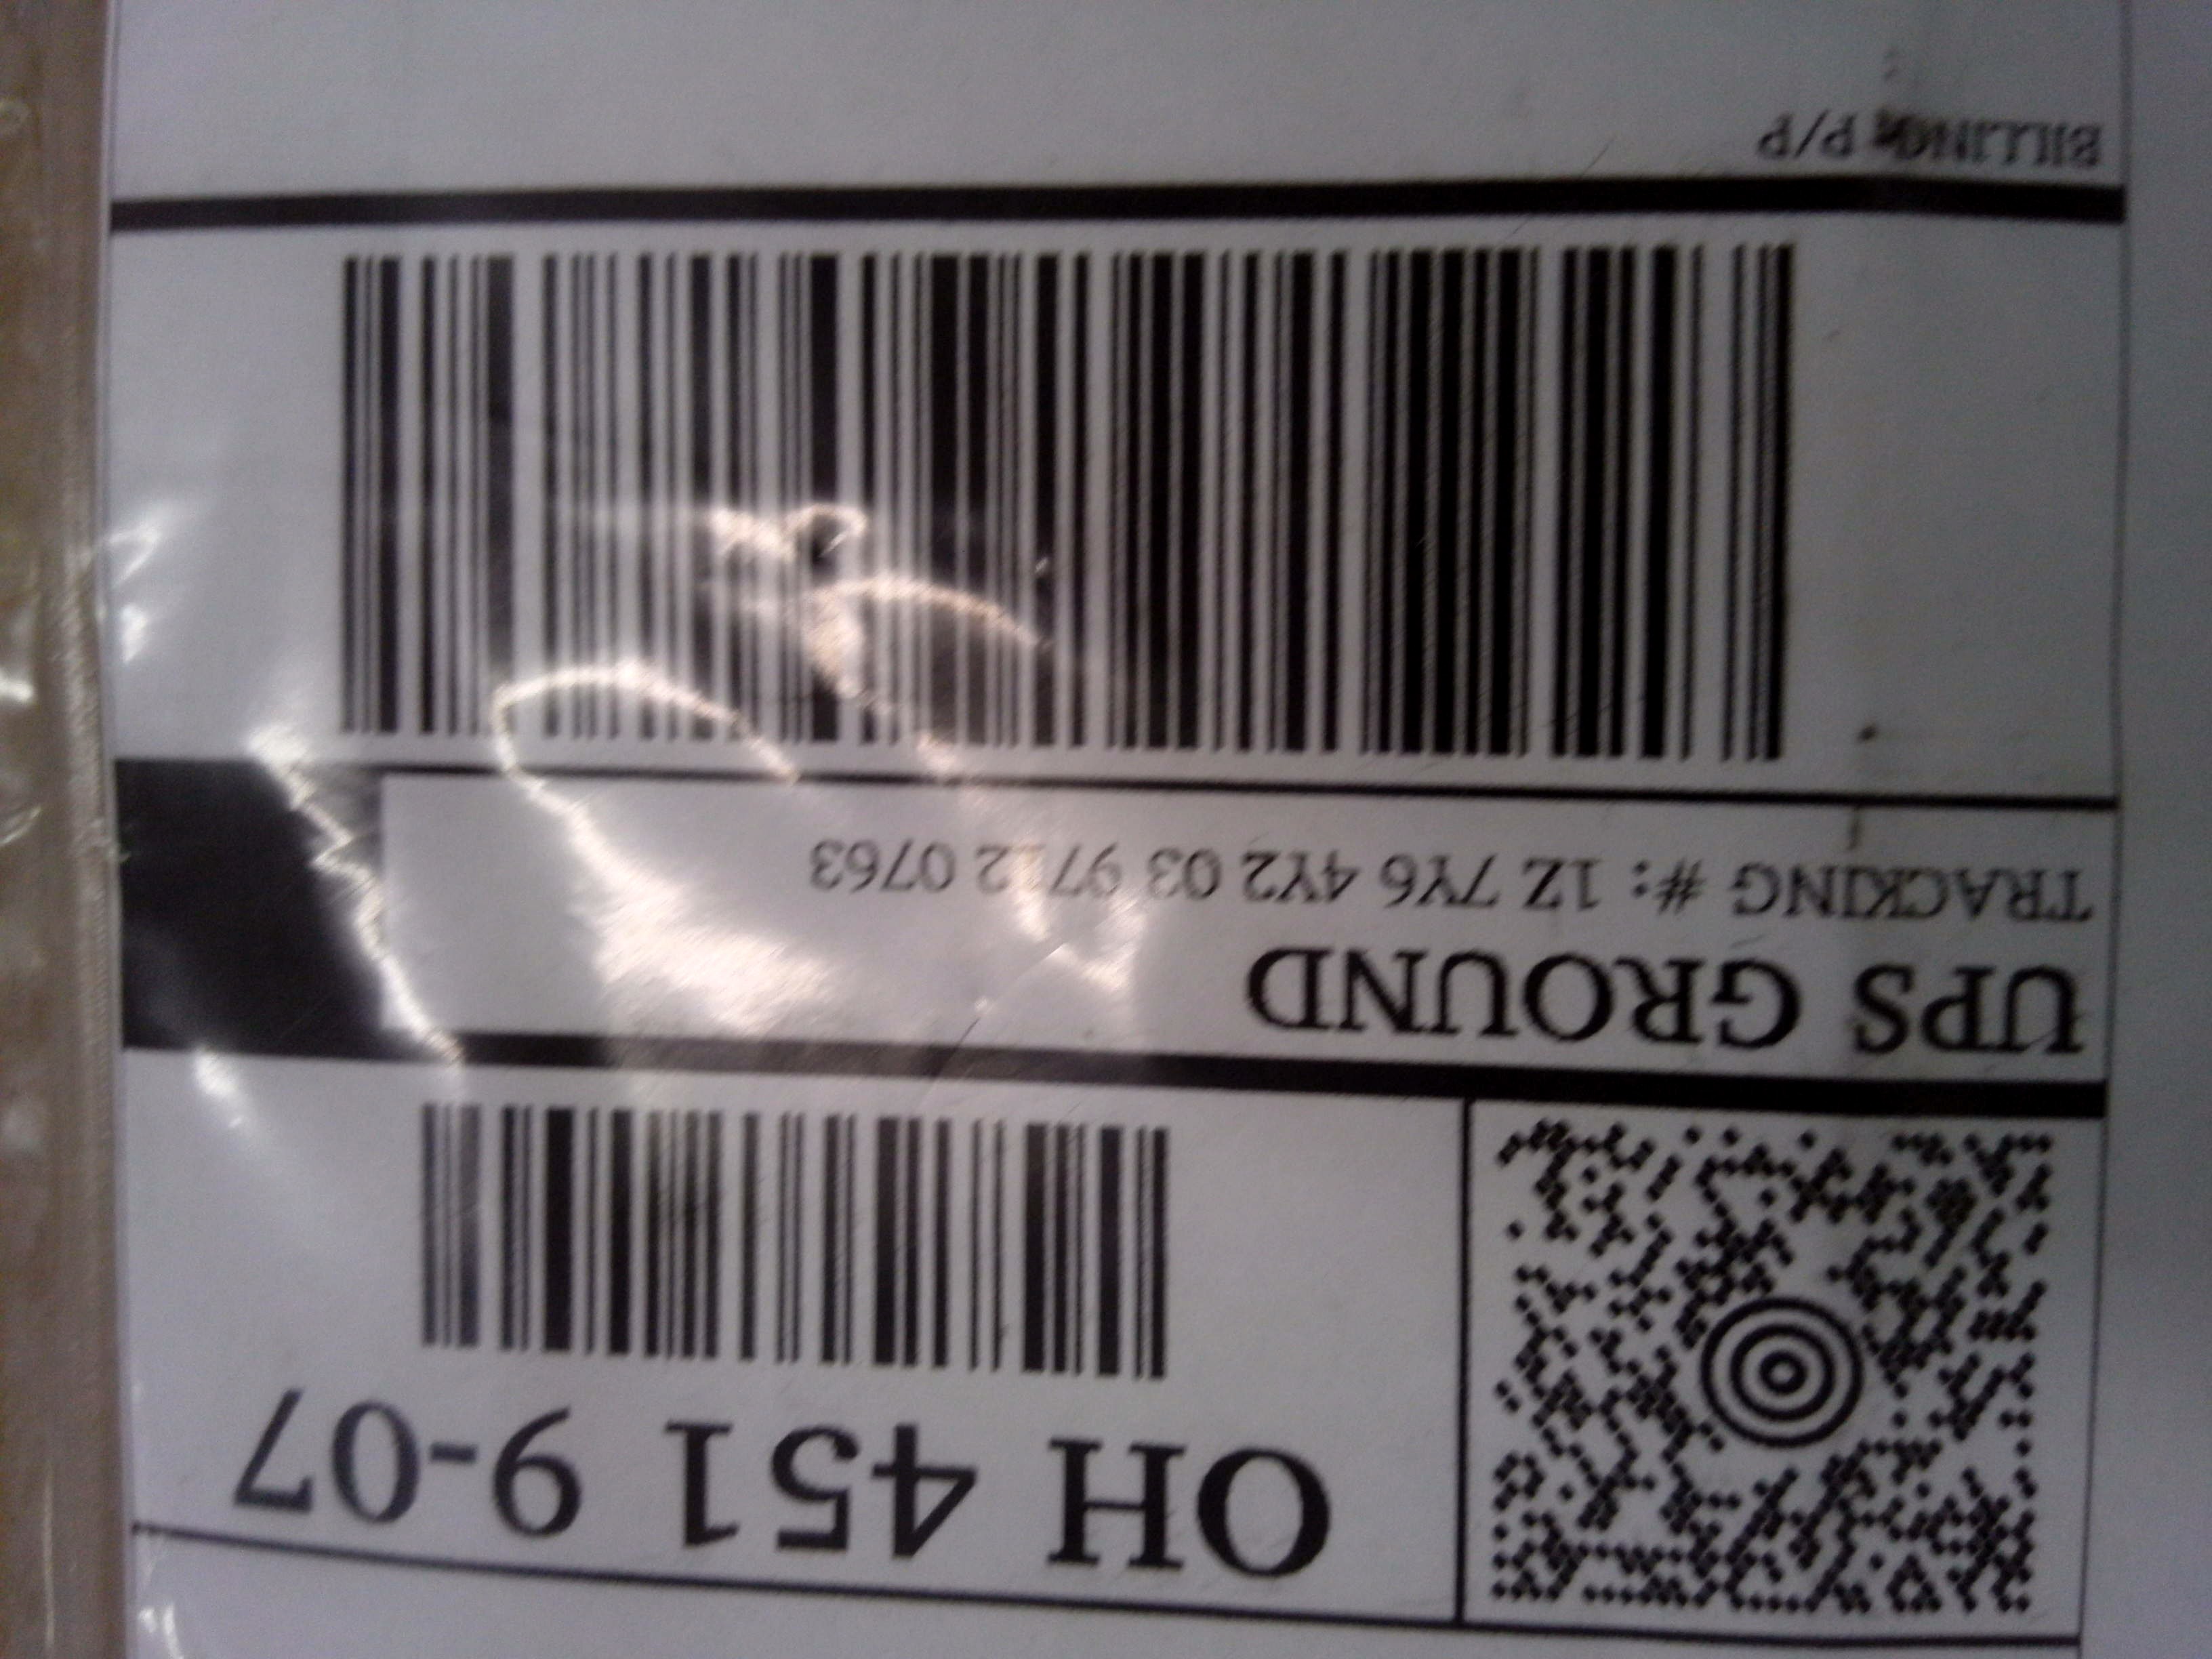 OH 451 9-07
UPS GROUND
TRACKING #: 1Z 7Y6 4Y2 03 9712 0763
BILLING: P/P